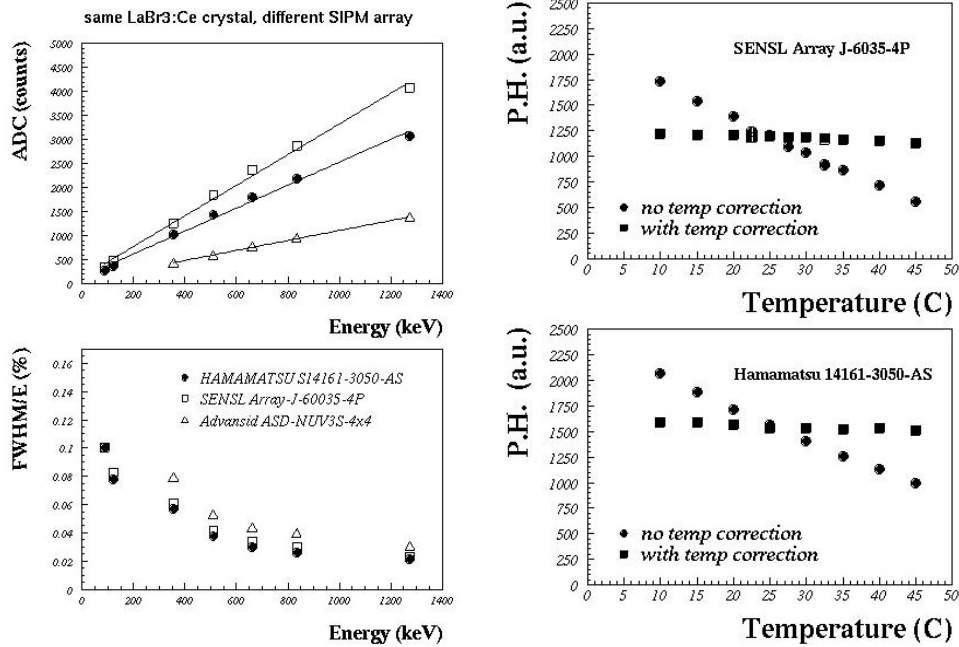 same LaBr3:Ce crystal, different SIPM array
ADC (counts)
5000
4500
4000
3500
3000
2500
2000
1500
1000
500
0
0 200 400 600 800 1000 1200 1400
Energy (keV)
FWHM/E (%)
0.16
0.14
0.12
0.1
0.08
0.06
0.04
0.02
0
HAMAMATSU S14161-3050-AS
SENSL Array-J-60035-4P
Advansid ASD-NUV3S-4x4
0 200 400 600 800 1000 1200 1400
Energy (keV)
P.H. (a.u.)
2500
2250
2000
1750
1500
1250
1000
750
500
250
0
SENSL Array J-6035-4P
no temp correction
with temp correction
0 5 10 15 20 25 30 35 40 45 50
Temperature (C)
P.H. (a.u.)
2500
2250
2000
1750
1500
1250
1000
750
500
250
0
Hamamatsu 14161-3050-AS
no temp correction
with temp correction
0 5 10 15 20 25 30 35 40 45 50
Temperature (C)